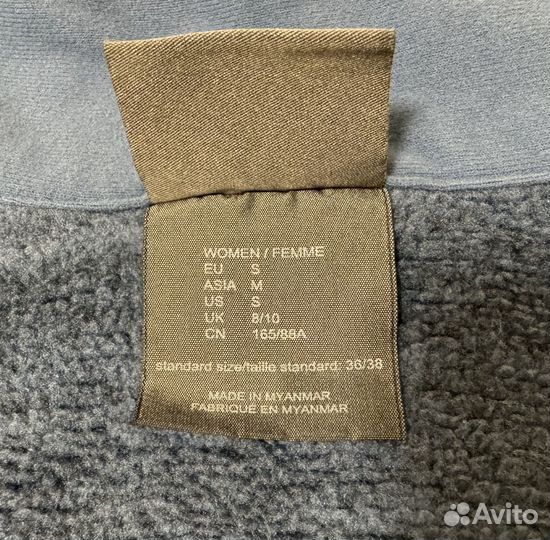 WOMEN / FEMME
EU S
ASIA M
US S
UK 8/10
CN 165/88A
standard size/taille standard: 36/38
MADE IN MYANMAR
FABRIQUÉ EN MYANMAR
Avito